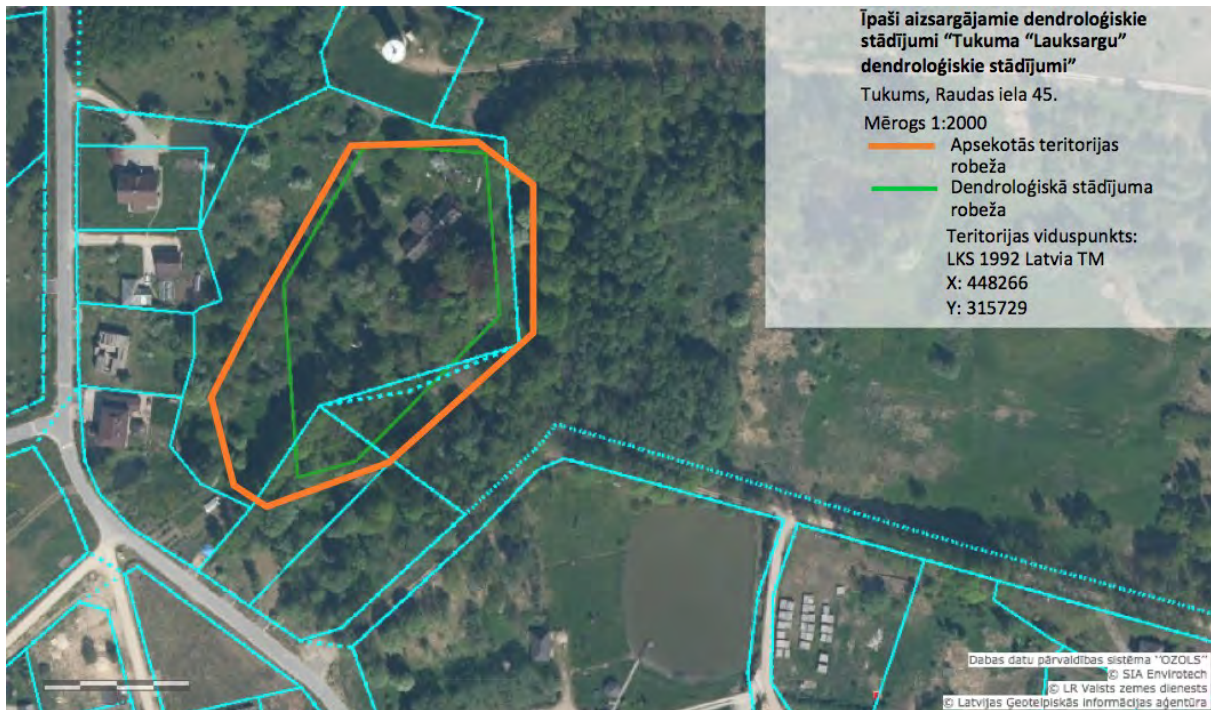 Īpaši aizsargājamie dendroloģiskie
stādījumi “Tukuma “Lauksargu”
dendroloģiskie stādījumi”
Tukums, Raudas iela 45.
Mērogs 1:2000
Apsekotās teritorijas
robeža
Dendroloģiskā stādījuma
robeža
Teritorijas viduspunkts:
LKS 1992 Latvia TM
X: 448266
Y: 315729
Dabas datu pārvaldības sistēma ''OZOLS''
© SIA Envirotech
© LR Valsts zemes dienests
© Latvijas Ģeotelpiskās informācijas aģentūra